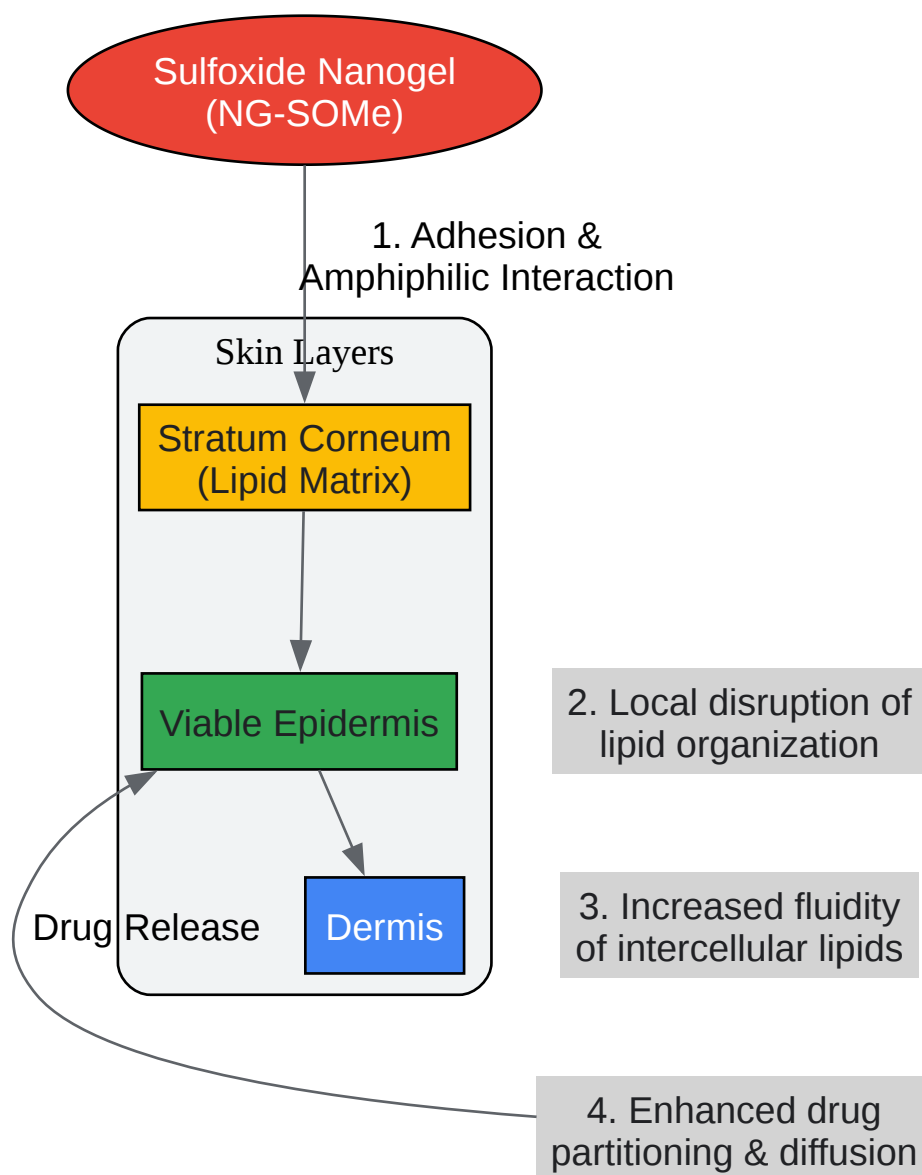 Sulfoxide Nanogel
(NG-SOMe)
1. Adhesion &
Amphiphilic Interaction
Skin Layers
Stratum Corneum
(Lipid Matrix)
Viable Epidermis
2. Local disruption of
lipid organization
Drug Release
Dermis
3. Increased fluidity
of intercellular lipids
4. Enhanced drug
partitioning & diffusion